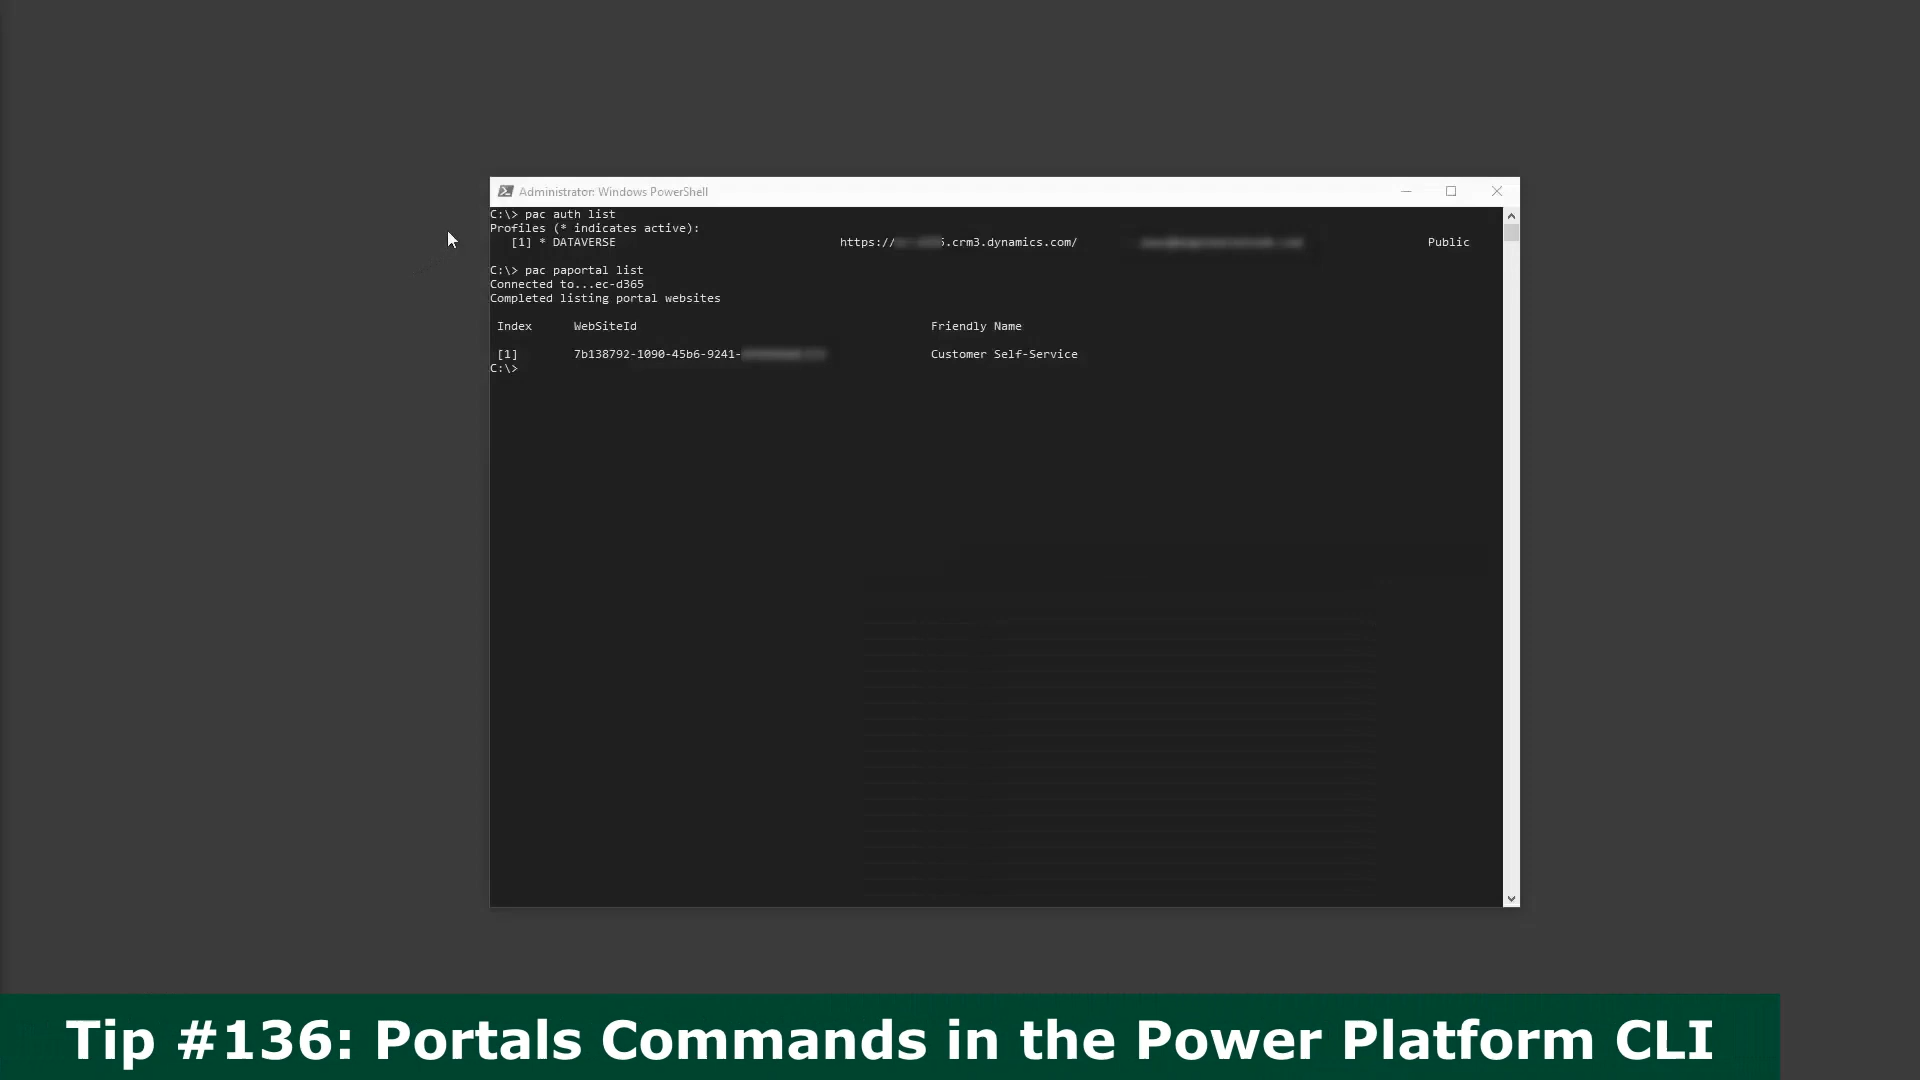 Administrator: Windows PowerShell
C:\> pac auth list
Profiles (* indicates active):
[1] * DATAVERSE https:// .crm3.dynamics.com/ Public
C:\> pac paportal list
Connected to...ec-d365
Completed listing portal websites
Index WebSiteId Friendly Name
[1] 7b138792-1090-45b6-9241- Customer Self-Service
C:\>
Tip #136: Portals Commands in the Power Platform CLI